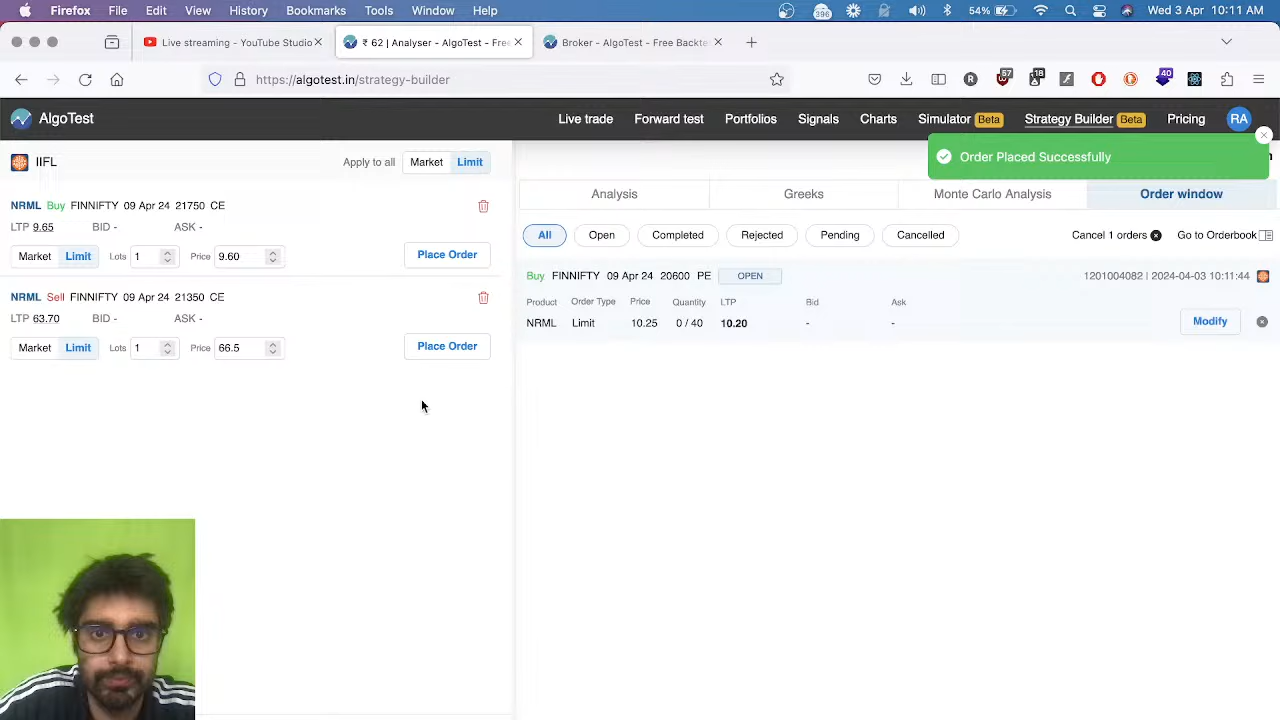 FireFox File Edit View History Bookmarks Tools Window Help 396 54% Wed 3 Apr 10:11 AM
Live streaming - YouTube Studio ₹ 62 | Analyser - AlgoTest - Free Broker - AlgoTest - Free Backte
https://algotest.in/strategy-builder R 57 18 40
AlgoTest Live trade Forward test Portfolios Signals Charts Simulator Beta Strategy Builder Beta Pricing RA
Order Placed Successfully
IIFL Apply to all Market Limit
Analysis Greeks Monte Carlo Analysis Order window
NRML Buy FINNIFTY 09 Apr 24 21750 CE
LTP 9.65 BID - ASK -
Market Limit Lots 1 Price 9.60 Place Order
NRML Sell FINNIFTY 09 Apr 24 21350 CE
LTP 63.70 BID - ASK -
Market Limit Lots 1 Price 66.5 Place Order
All Open Completed Rejected Pending Cancelled Cancel 1 orders Go to Orderbook
Buy FINNIFTY 09 Apr 24 20600 PE OPEN 1201004082 | 2024-04-03 10:11:44
Product Order Type Price Quantity LTP Bid Ask
NRML Limit 10.25 0 / 40 10.20 - - Modify